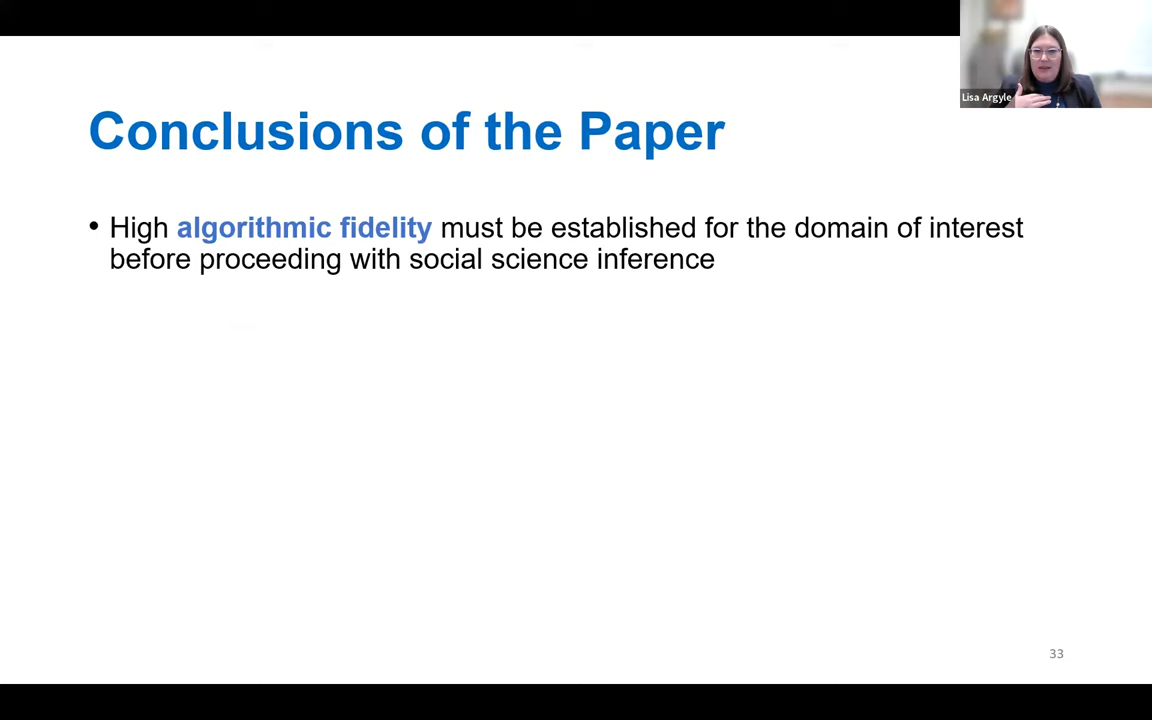 Lisa Argyle
Conclusions of the Paper
• High algorithmic fidelity must be established for the domain of interest
before proceeding with social science inference
33